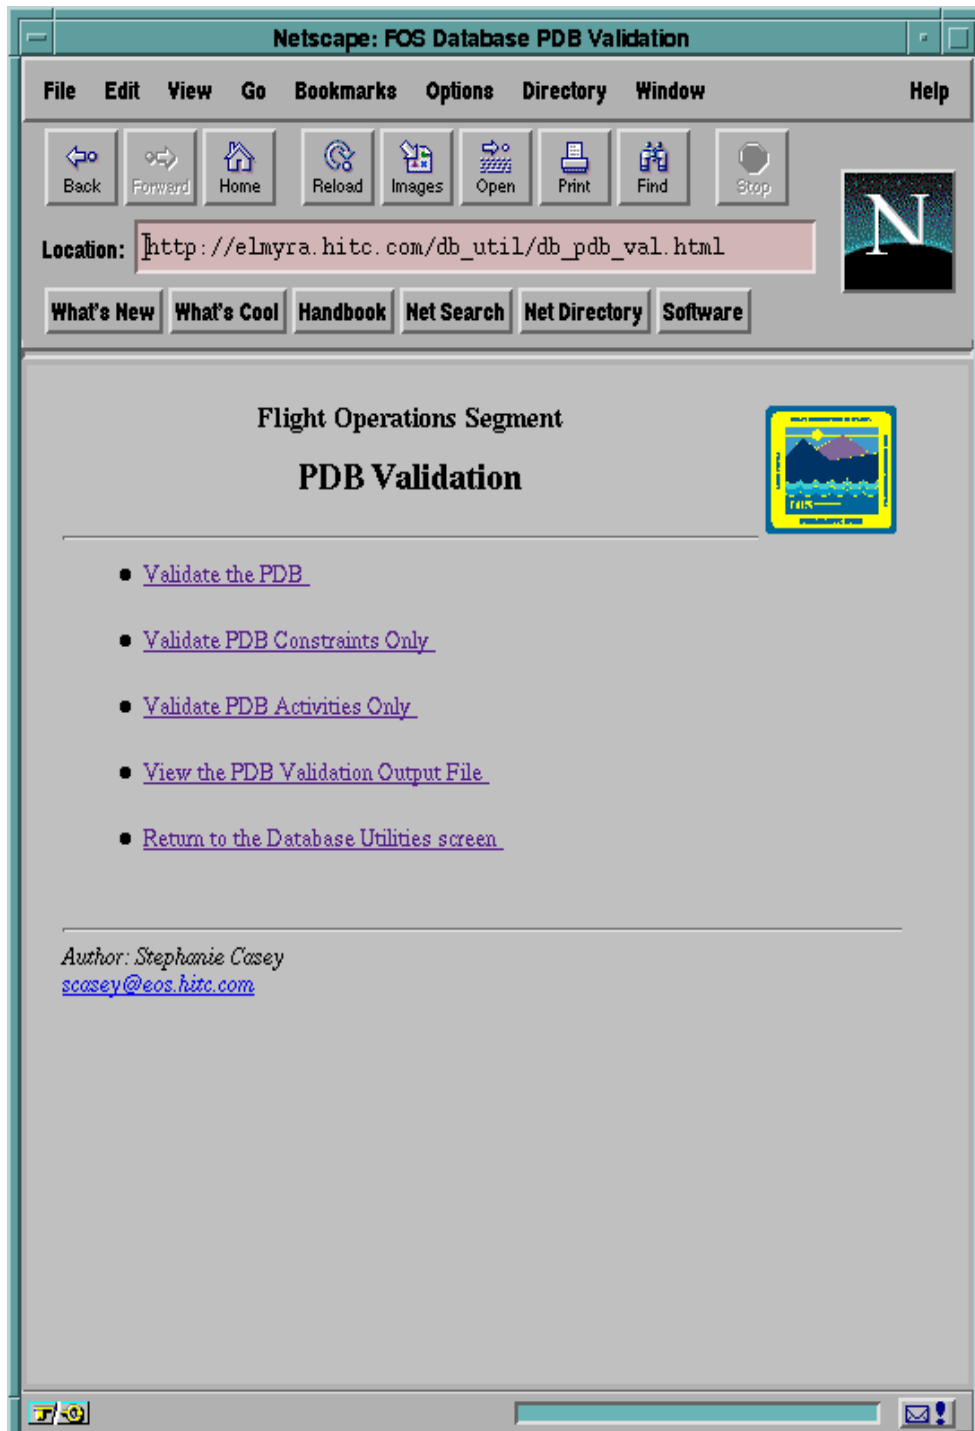 Netscape: FOS Database PDB Validation
File Edit View Go Bookmarks Options Directory Window Help
Back Forward Home Reload Images Open Print Find Stop
N
Location: http://elmyra.hitc.com/db_util/db_pdb_val.html
What's New What's Cool Handbook Net Search Net Directory Software
Flight Operations Segment
PDB Validation
Validate the PDB
Validate PDB Constraints Only
Validate PDB Activities Only
View the PDB Validation Output File
Return to the Database Utilities screen
Author: Stephanie Casey
scasey@eos.hitc.com